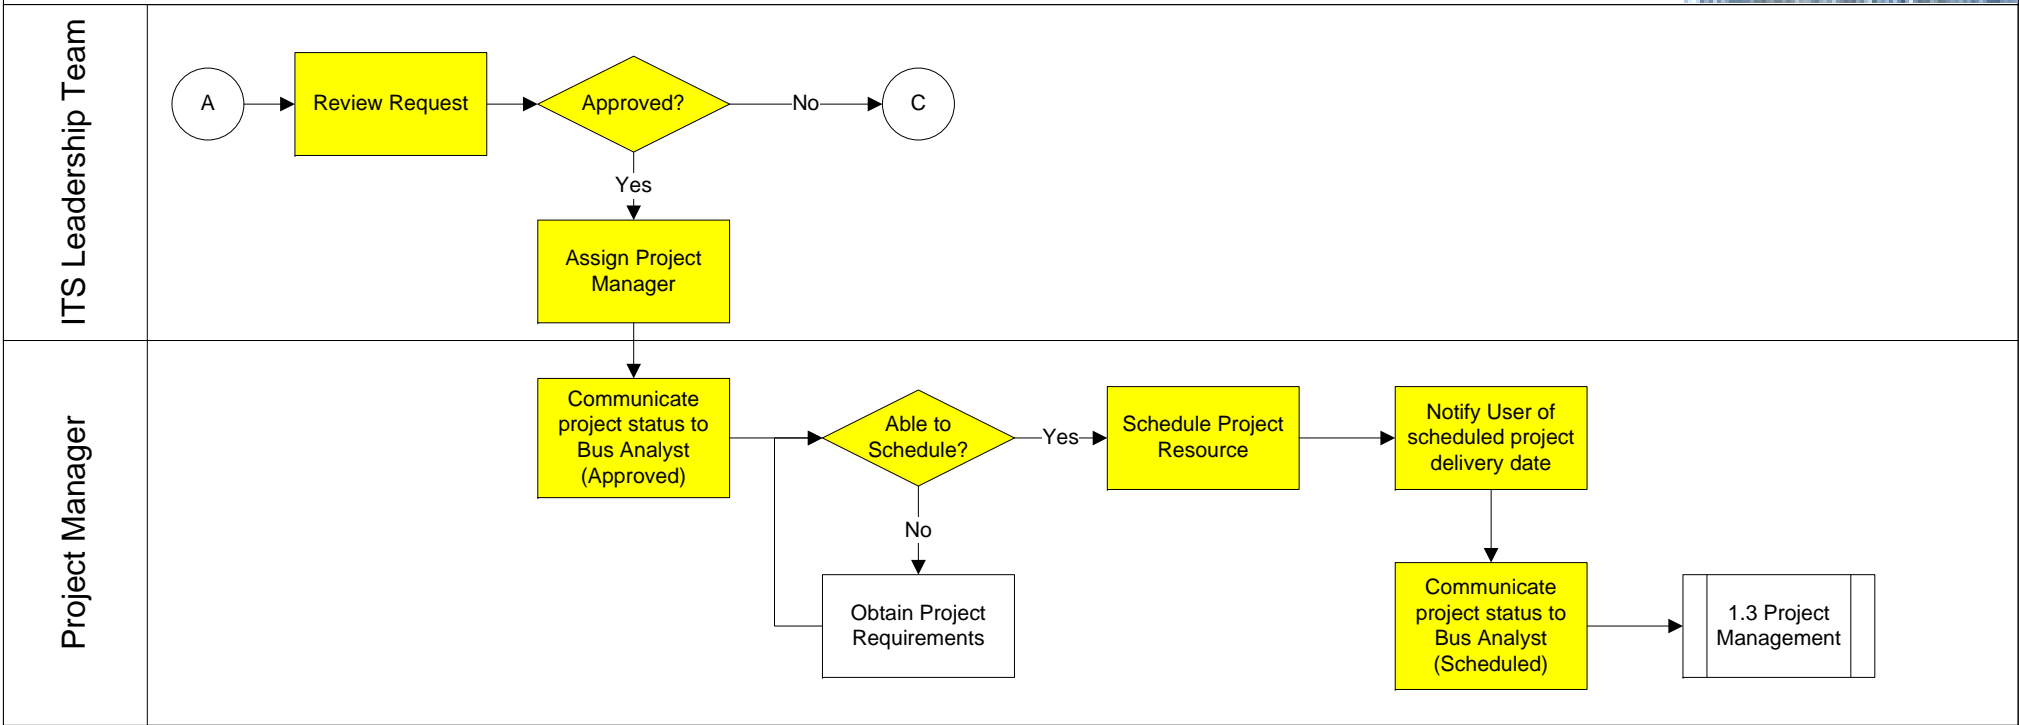 ITS Leadership Team
A
Review Request
Approved?
No
C
Yes
Assign Project
Manager
Project Manager
Communicate
project status to
Bus Analyst
(Approved)
Able to
Schedule?
Yes
Schedule Project
Resource
Notify User of
scheduled project
delivery date
No
Obtain Project
Requirements
Communicate
project status to
Bus Analyst
(Scheduled)
1.3 Project
Management